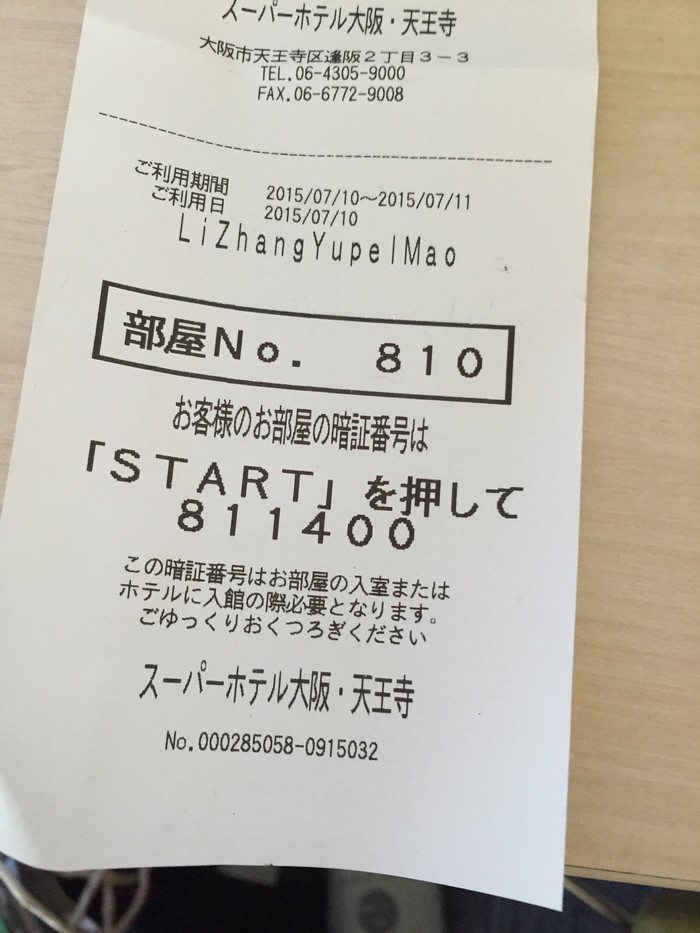 スーパーホテル大阪・天王寺
大阪市天王寺区逢阪2丁目3-3
TEL.06-4305-9000
FAX.06-6772-9008
ご利用期間 2015/07/10～2015/07/11
ご利用日 2015/07/10
LiZhangYupeIMao
部屋No. 810
お客様のお部屋の暗証番号は
「START」を押して
811400
この暗証番号はお部屋の入室または
ホテルに入館の際必要となります。
ごゆっくりおくつろぎください
スーパーホテル大阪・天王寺
No.000285058-0915032